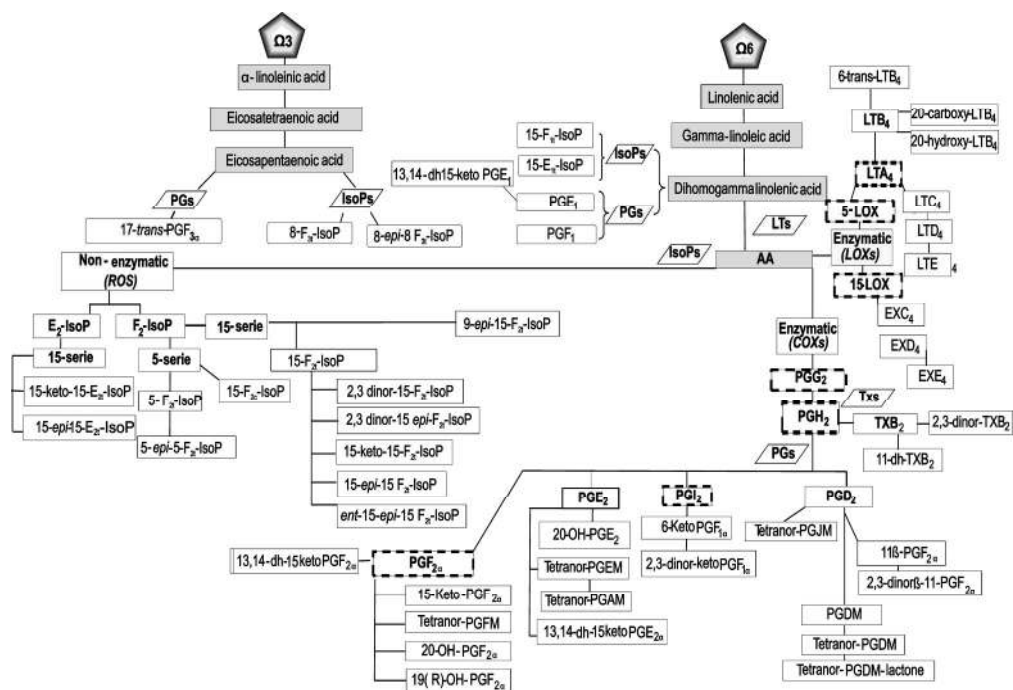 Ω3
α-linoleinic acid
Eicosatetraenoic acid
Eicosapentaenoic acid
PGs
IsoPs
17-trans-PGF3α
8-F3t-IsoP
8-epi-8 F3t-IsoP
Ω6
Linolenic acid
Gamma-linoleic acid
Dihomogamma linolenic acid
15-F1t-IsoP
15-E1t-IsoP
IsoPs
13,14-dh15-keto PGE1
PGE1
PGF1
PGs
LTs
IsoPs
AA
6-trans-LTB4
LTB4
20-carboxy-LTB4
20-hydroxy-LTB4
LTA4
5-LOX
LTC4
LTD4
LTE4
Enzymatic
(LOXs)
15-LOX
EXC4
EXD4
EXE4
Non-enzymatic
(ROS)
E2-IsoP
F2-IsoP
15-serie
15-serie
5-serie
15-keto-15-E2t-IsoP
15-epi15-E2t-IsoP
5-F2t-IsoP
5-epi-5-F2t-IsoP
15-F2c-IsoP
15-F2t-IsoP
9-epi-15-F2t-IsoP
2,3 dinor-15-F2t-IsoP
2,3 dinor-15 epi-F2t-IsoP
15-keto-15-F2t-IsoP
15-epi-15 F2t-IsoP
ent-15-epi-15 F2t-IsoP
Enzymatic
(COXs)
PGG2
PGH2
Txs
TXB2
2,3-dinor-TXB2
11-dh-TXB2
PGs
PGE2
20-OH-PGE2
Tetranor-PGEM
Tetranor-PGAM
13,14-dh-15ketoPGE2α
PGI2
6-KetoPGF1α
2,3-dinor-ketoPGF1α
PGD2
Tetranor-PGJM
11ß-PGF2α
2,3-dinorß-11-PGF2α
PGDM
Tetranor-PGDM
Tetranor-PGDM-lactone
13,14-dh-15ketoPGF2α
PGF2α
15-Keto-PGF2α
Tetranor-PGFM
20-OH-PGF2α
19(R)-OH-PGF2α